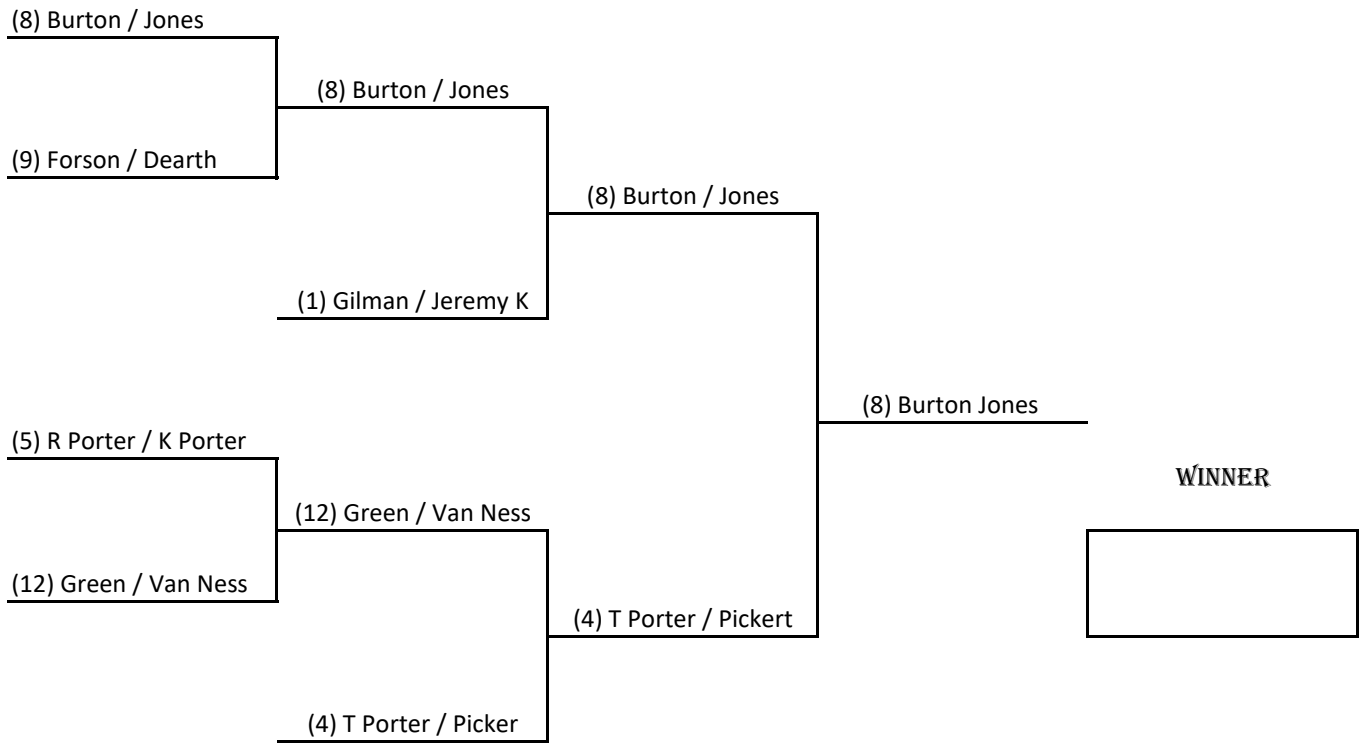 (8) Burton / Jones
(8) Burton / Jones
(9) Forson / Dearth
(8) Burton / Jones
(1) Gilman / Jeremy K
(8) Burton Jones
(5) R Porter / K Porter
WINNER
(12) Green / Van Ness
(12) Green / Van Ness
(4) T Porter / Pickert
(4) T Porter / Picker